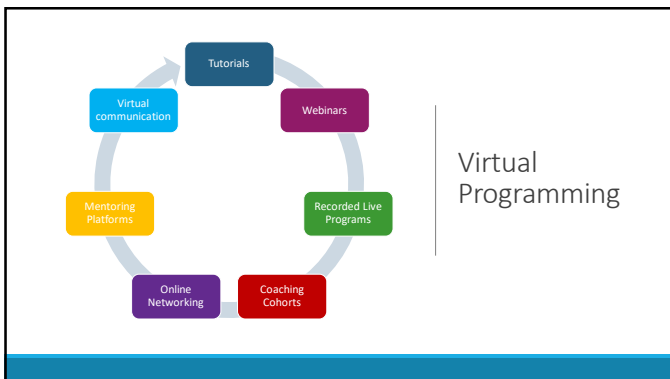 Tutorials
Webinars
Recorded Live
Programs
Coaching
Cohorts
Online
Networking
Mentoring
Platforms
Virtual
communication
Virtual
Programming